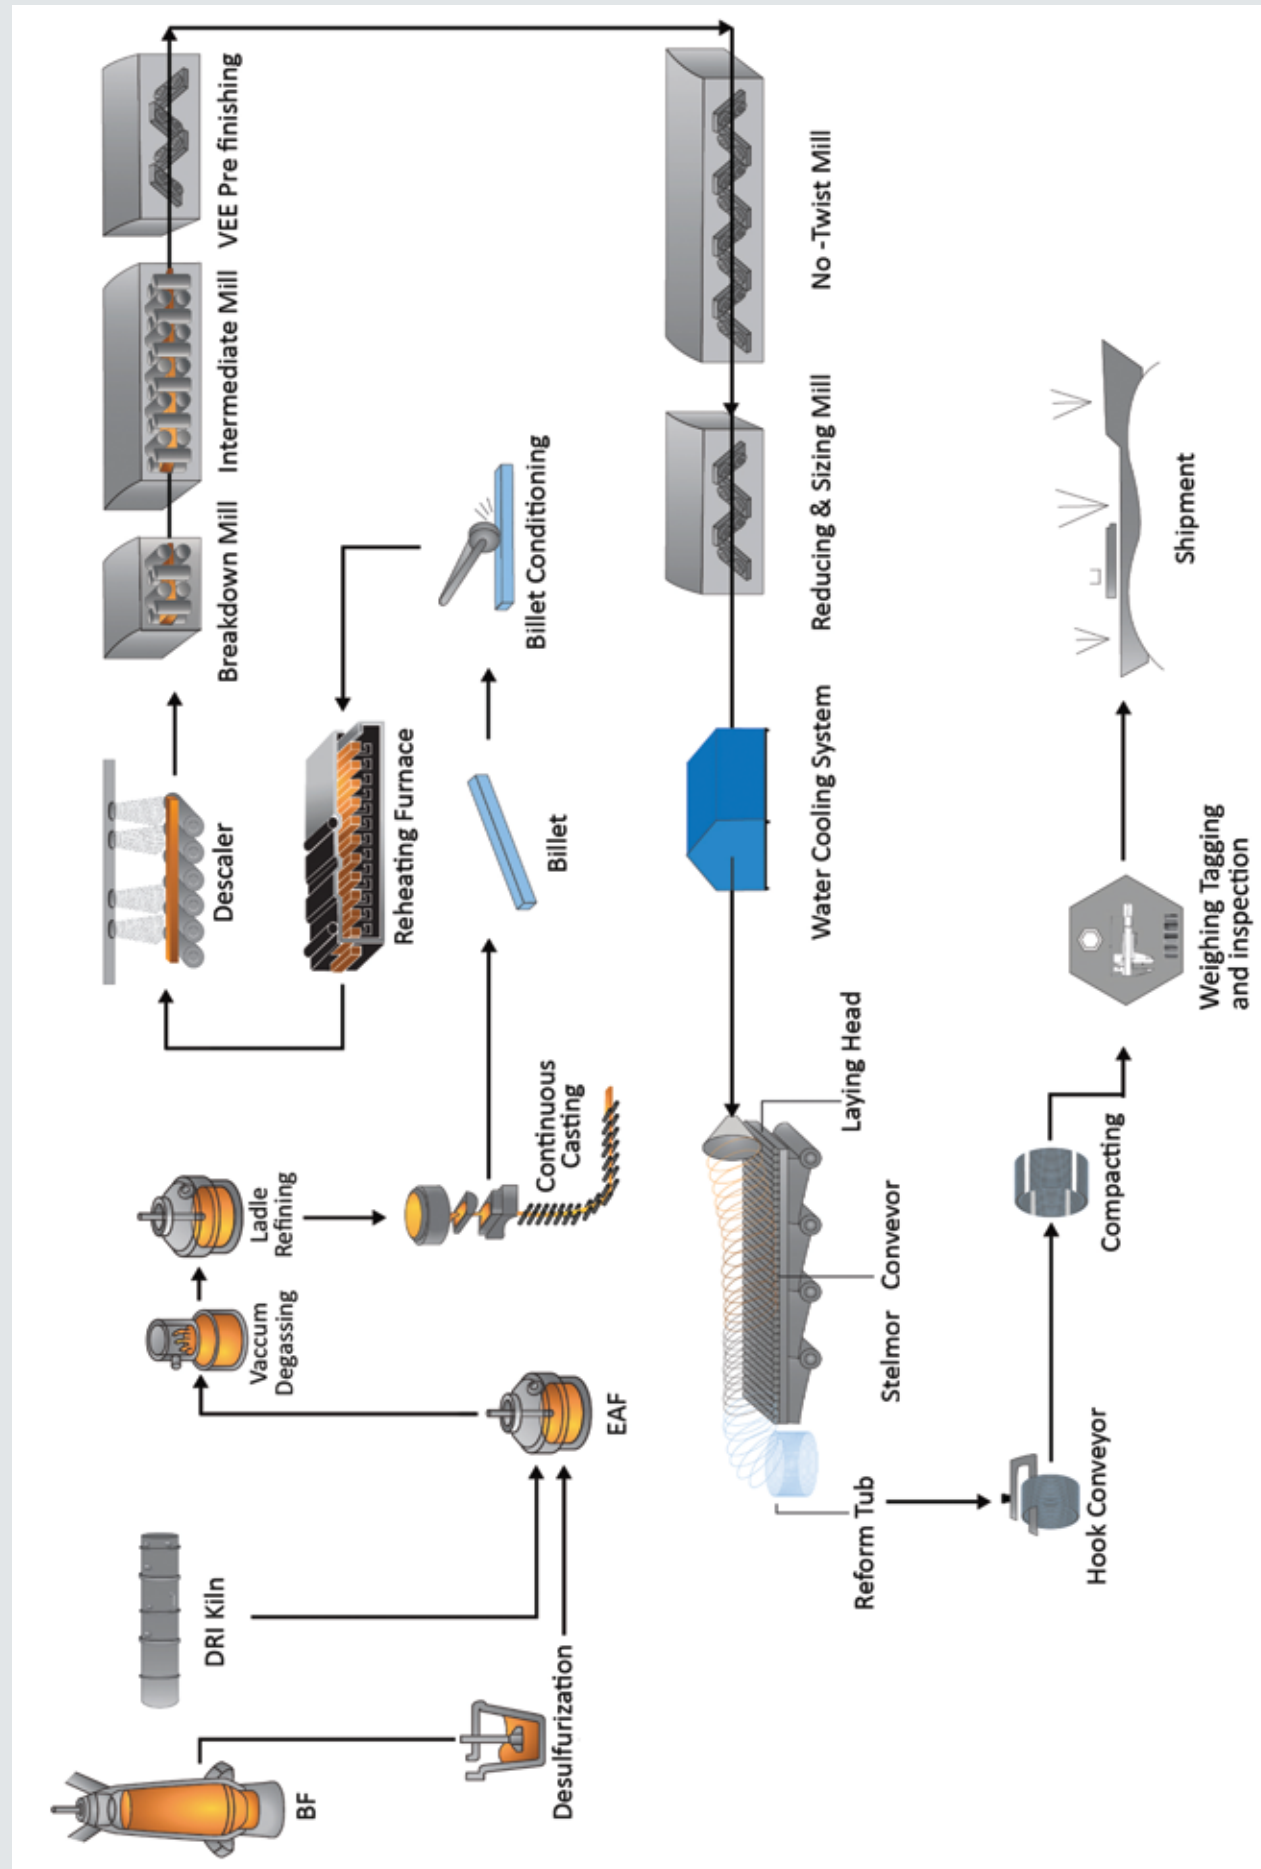 BF
DRI Kiln
Desulfurization
EAF
Vaccum
Degassing
Ladle
Refining
Continuous
Casting
Billet
Billet Conditioning
Reheating Furnace
Descaler
Breakdown Mill
Intermediate Mill
VEE Pre finishing
No -Twist Mill
Reducing & Sizing Mill
Water Cooling System
Laying Head
Stelmor
Conveyor
Reform Tub
Hook Conveyor
Compacting
Weighing Tagging
and inspection
Shipment